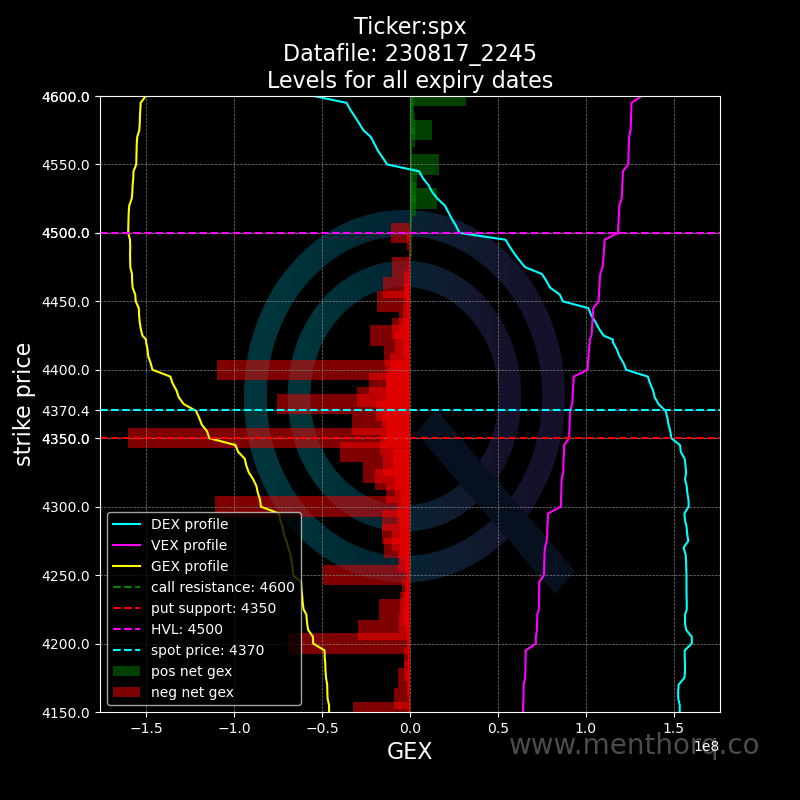 Ticker:spx
Datafile: 230817_2245
Levels for all expiry dates
4600.0
4550.0
4500.0
4450.0
4400.0
4370.4
4350.0
4300.0
4250.0
4200.0
4150.0
strike price
DEX profile
VEX profile
GEX profile
call resistance: 4600
put support: 4350
HVL: 4500
spot price: 4370
pos net gex
neg net gex
−1.5 −1.0 −0.5 0.0 0.5 1.0 1.5
1e8
GEX
www.menthorq.com